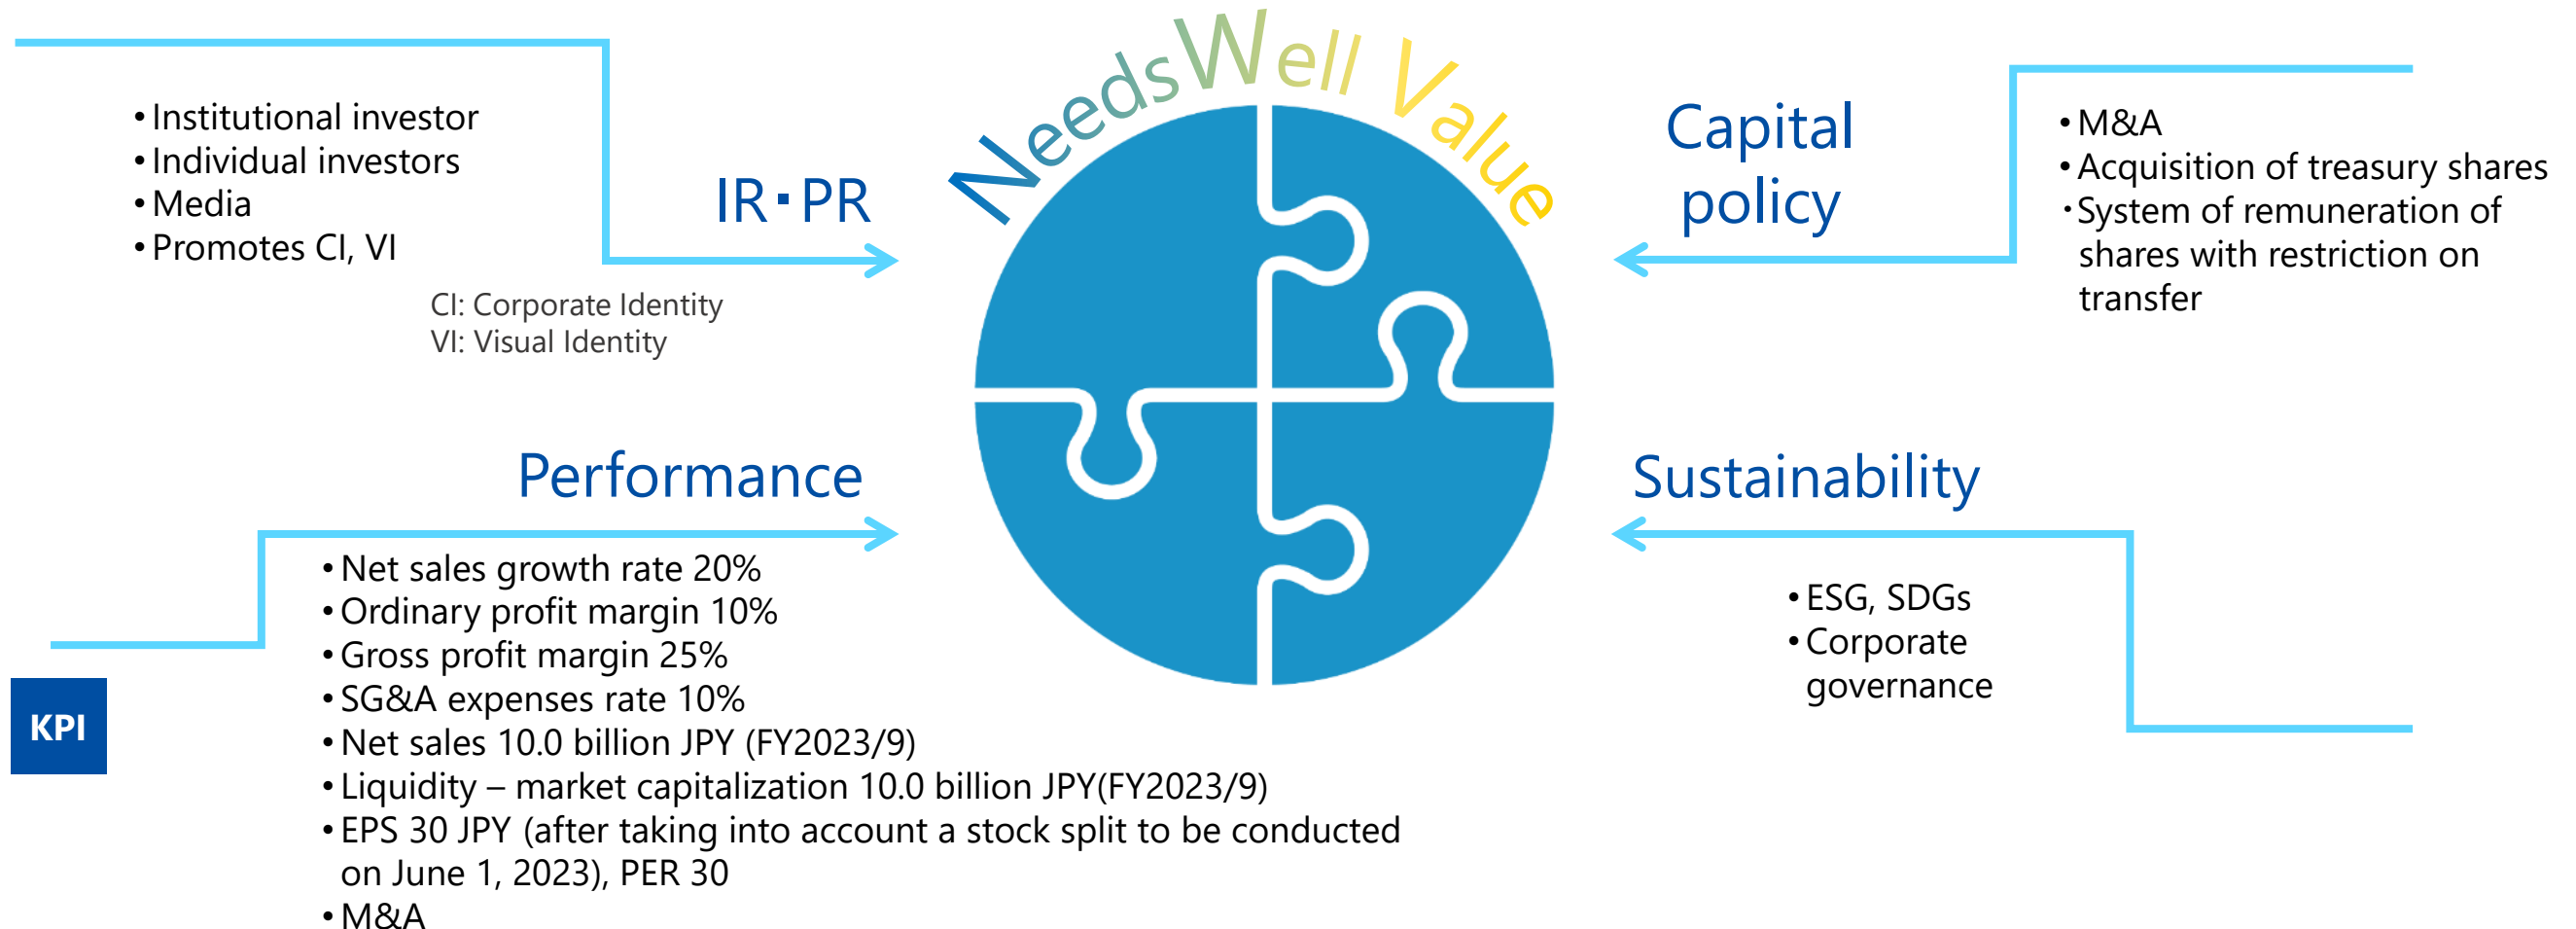 NeedsWell Value
IR・PR
• Institutional investor
• Individual investors
• Media
• Promotes CI, VI
CI: Corporate Identity
VI: Visual Identity
Capital
policy
• M&A
• Acquisition of treasury shares
・System of remuneration of
shares with restriction on
transfer
Performance
• Net sales growth rate 20%
• Ordinary profit margin 10%
• Gross profit margin 25%
• SG&A expenses rate 10%
• Net sales 10.0 billion JPY (FY2023/9)
• Liquidity – market capitalization 10.0 billion JPY(FY2023/9)
• EPS 30 JPY (after taking into account a stock split to be conducted
on June 1, 2023), PER 30
• M&A
KPI
Sustainability
• ESG, SDGs
• Corporate
governance